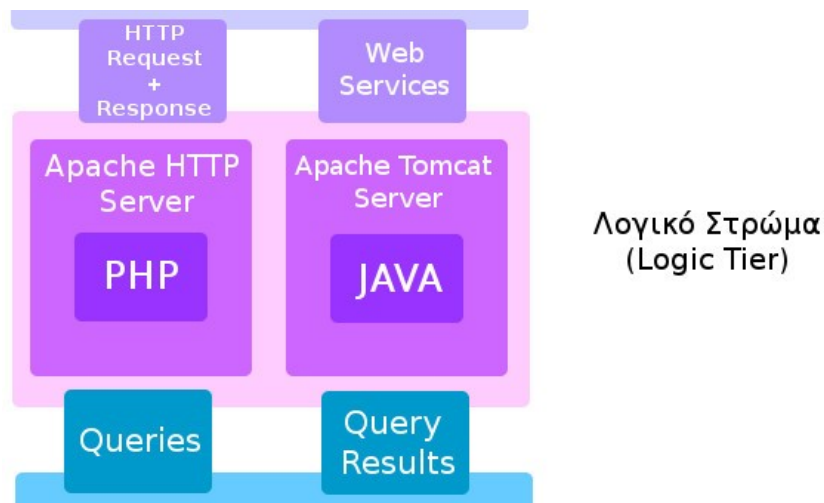 HTTP
Request
+
Response
Web
Services
Apache HTTP
Server
PHP
Apache Tomcat
Server
JAVA
Λογικό Στρώμα
(Logic Tier)
Queries
Query
Results